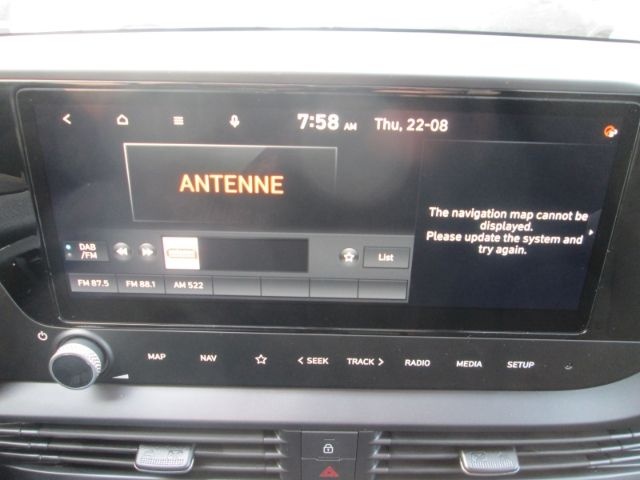 7:58 AM Thu, 22-08
ANTENNE
The navigation map cannot be
displayed.
Please update the system and
try again.
DAB
/FM
List
FM 87.5 FM 88.1 AM 522
MAP NAV < SEEK TRACK > RADIO MEDIA SETUP